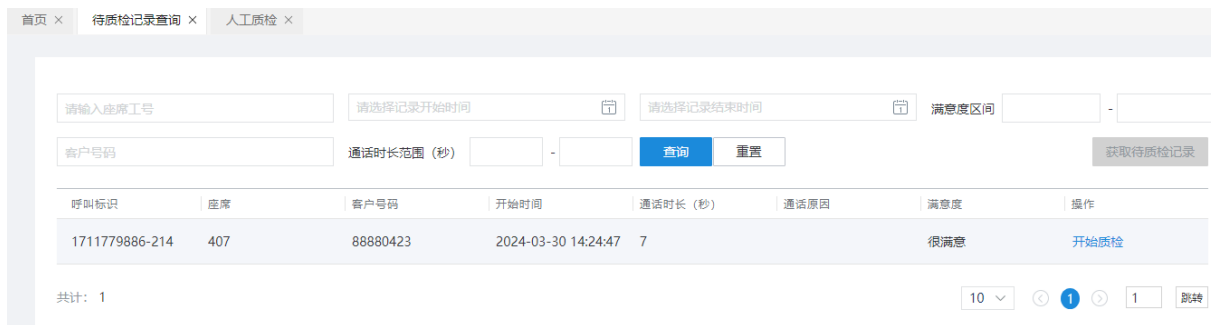 首页 × 待质检记录查询 × 人工质检 ×
请输入座席工号 请选择记录开始时间 请选择记录结束时间 满意度区间 -
客户号码 通话时长范围（秒） - 查询 重置 获取待质检记录
呼叫标识 座席 客户号码 开始时间 通话时长（秒） 通话原因 满意度 操作
1711779886-214 407 88880423 2024-03-30 14:24:47 7 很满意 开始质检
共计： 1 10 1 1 跳转